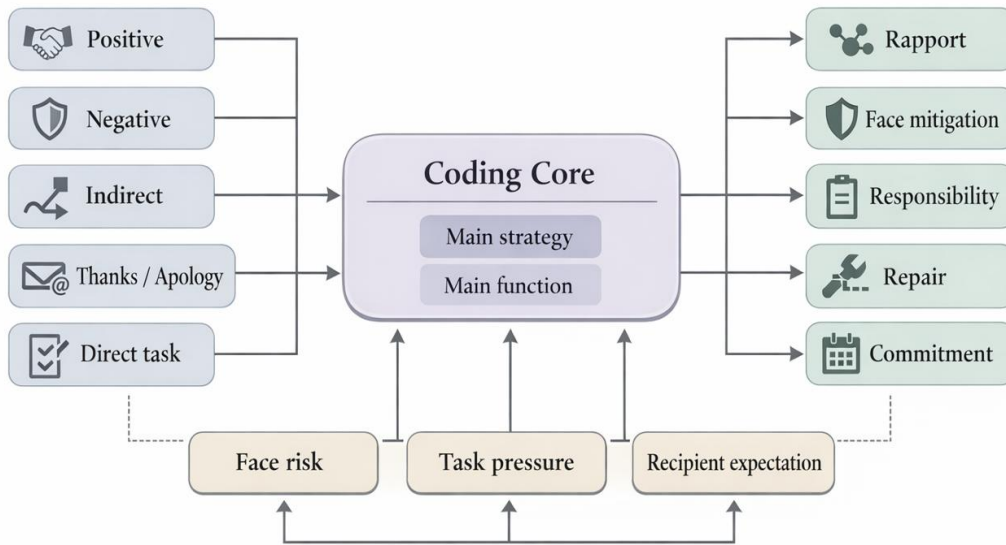 Positive
Negative
Indirect
Thanks / Apology
@
Direct task
Coding Core
Main strategy
Main function
Rapport
Face mitigation
Responsibility
Repair
Commitment
Face risk
Task pressure
Recipient expectation